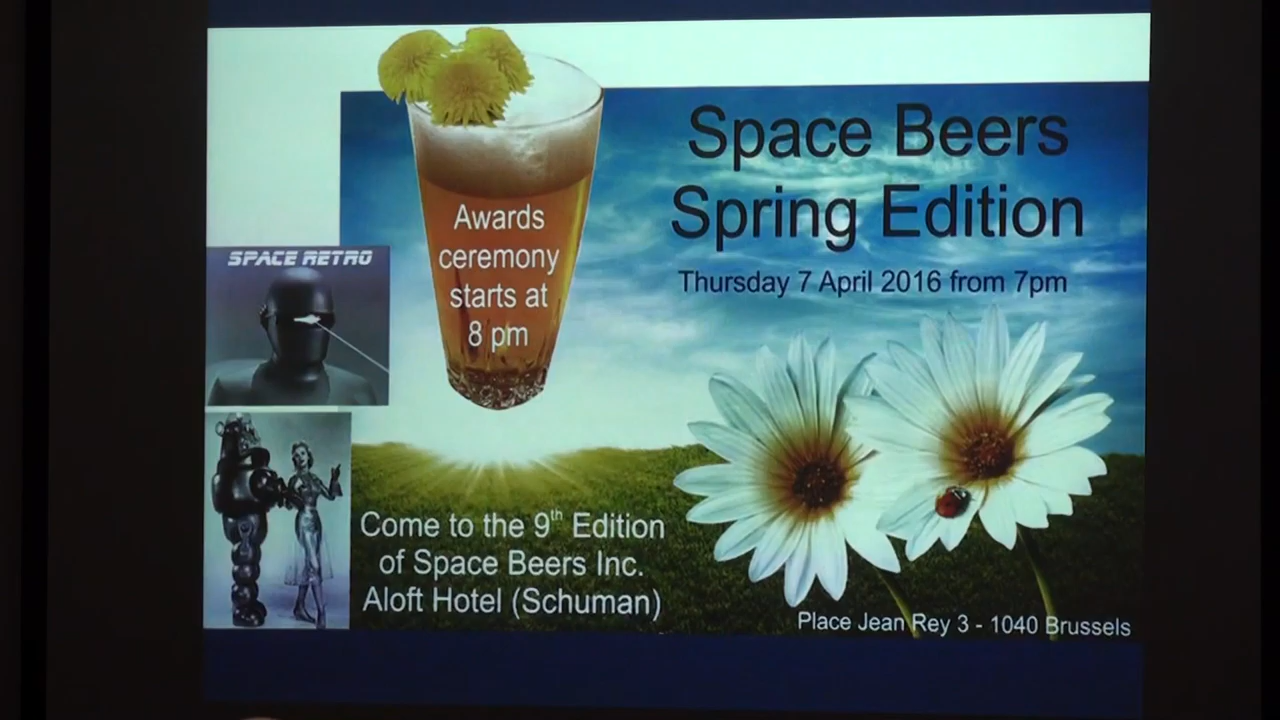 Space Beers
Spring Edition
Thursday 7 April 2016 from 7pm
Awards
ceremony
starts at
8 pm
SPACE RETRO
Come to the 9th Edition
of Space Beers Inc.
Aloft Hotel (Schuman)
Place Jean Rey 3 - 1040 Brussels